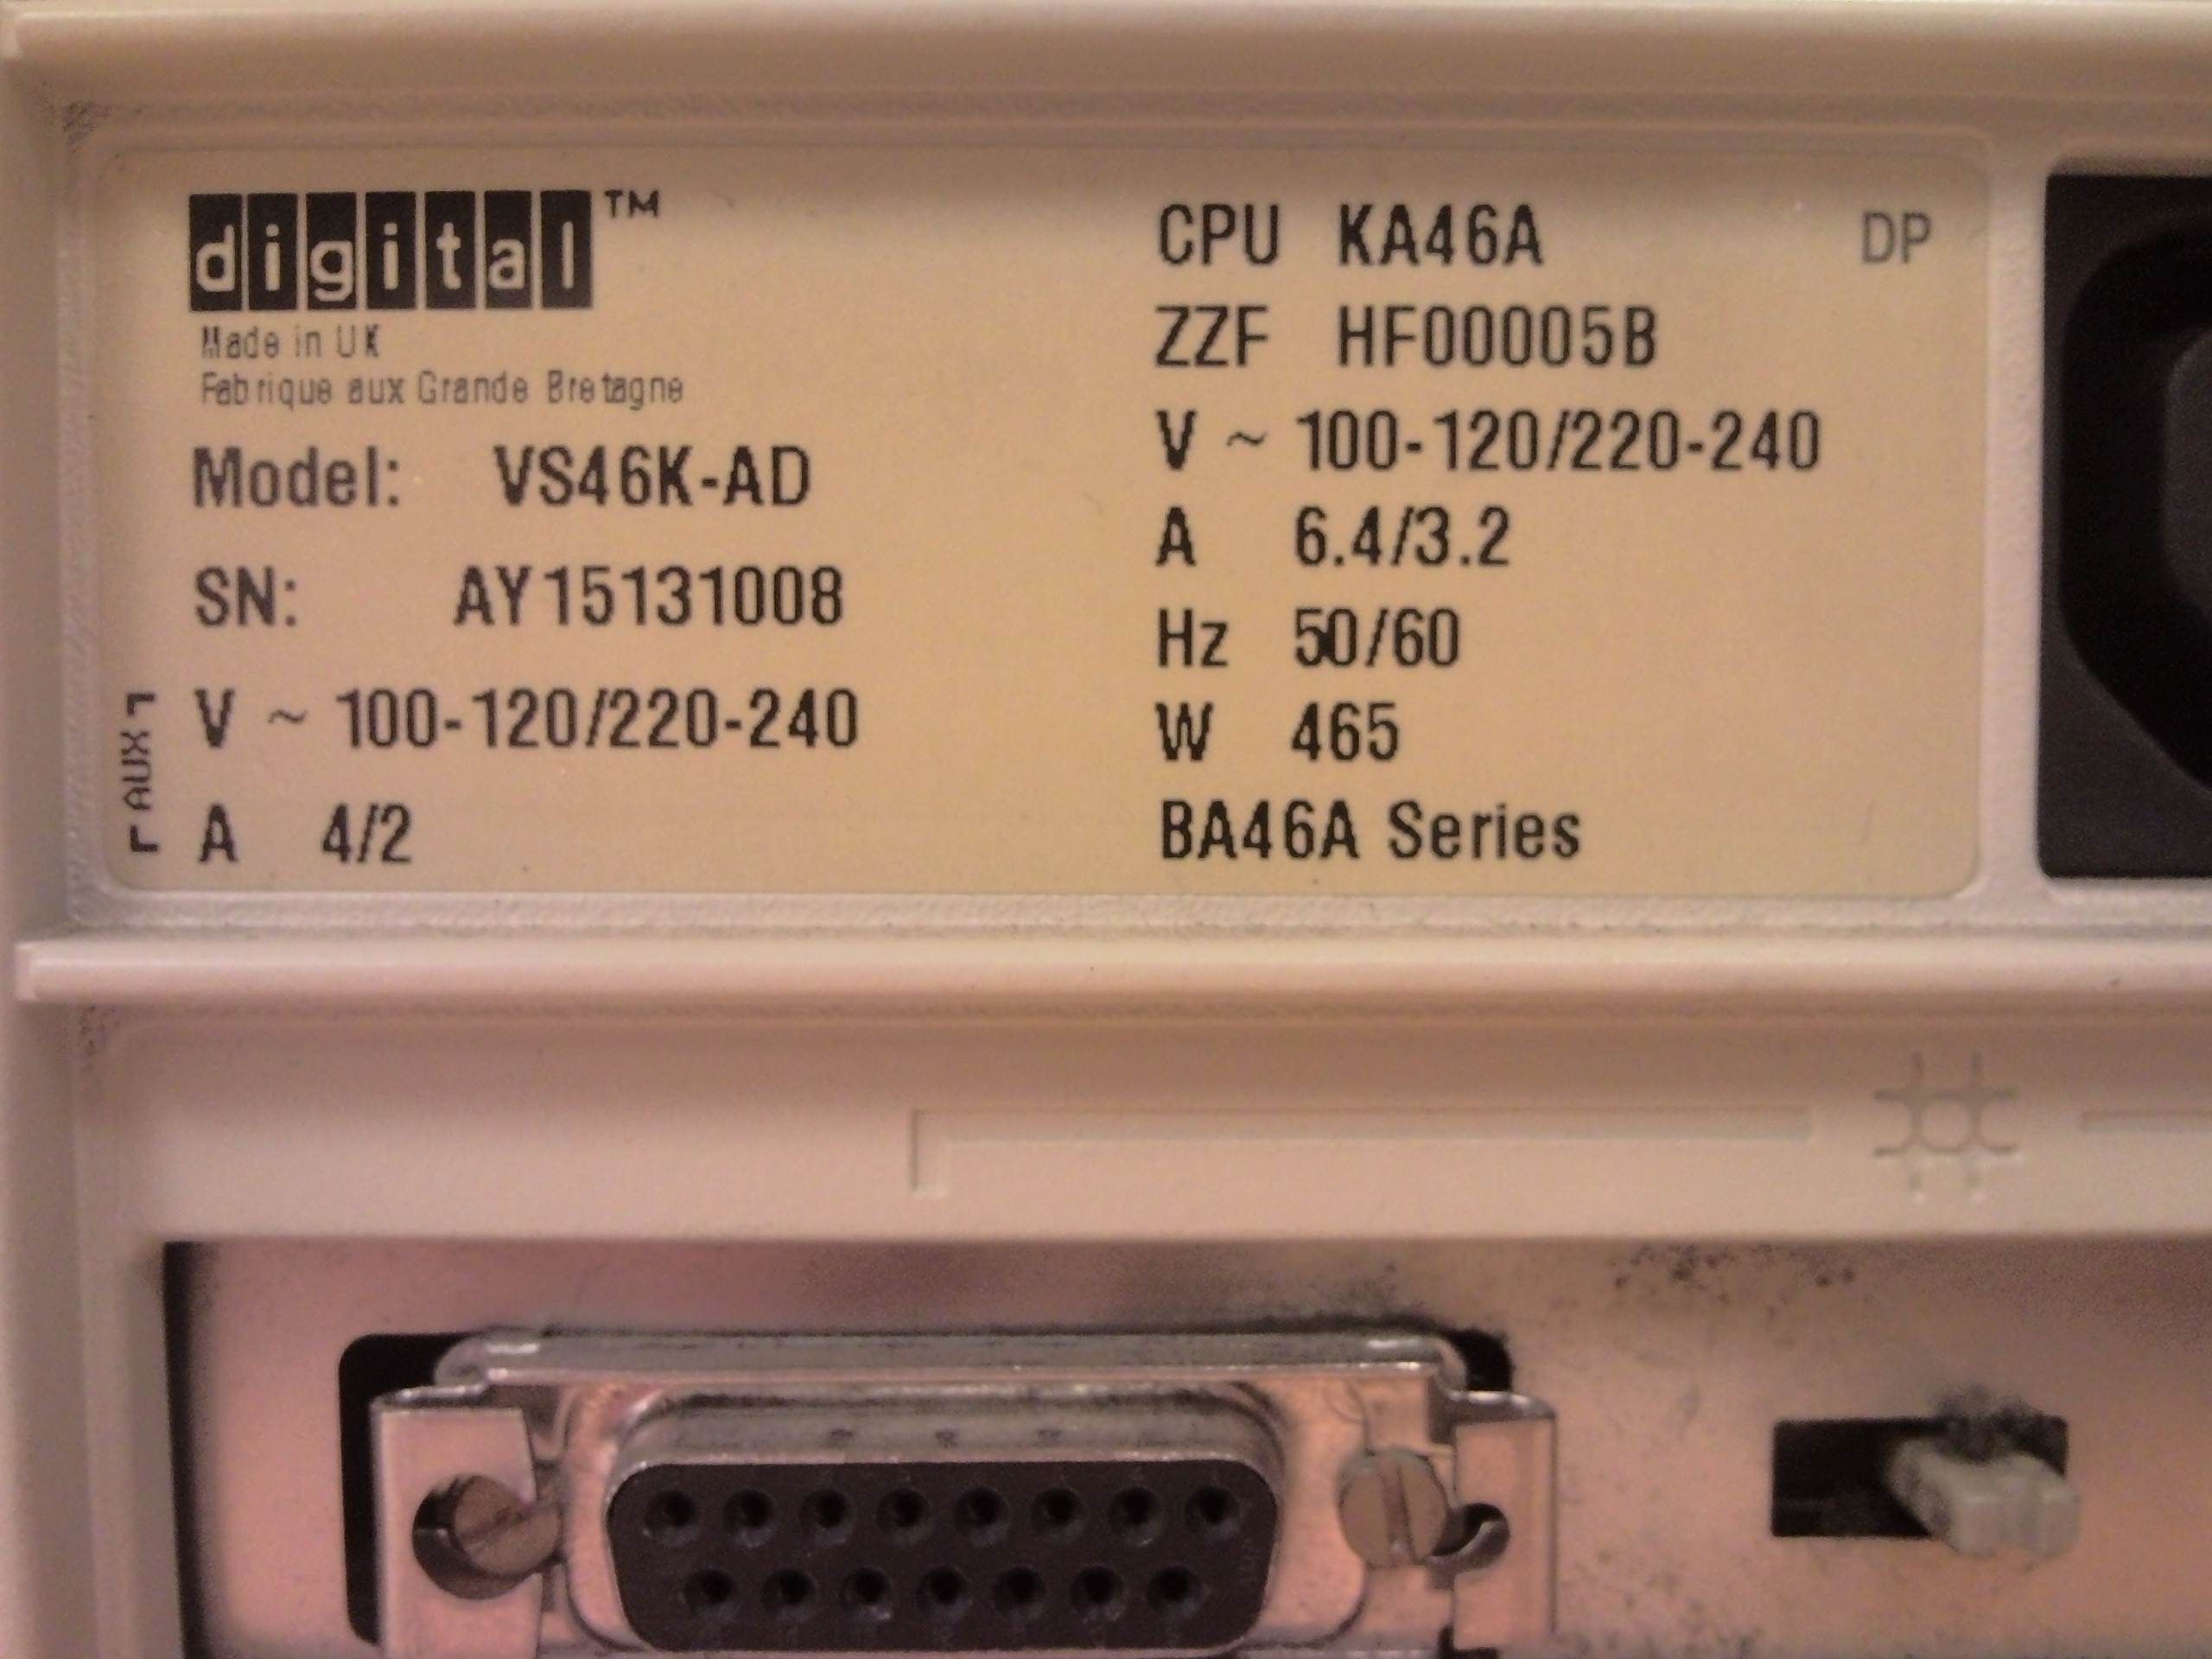 digital™
Made in UK
Fabrique aux Grande Bretagne
Model: VS46K-AD
SN: AY15131008
V ~ 100-120/220-240
A 4/2
AUX
CPU KA46A DP
ZZF HF00005B
V ~ 100-120/220-240
A 6.4/3.2
Hz 50/60
W 465
BA46A Series